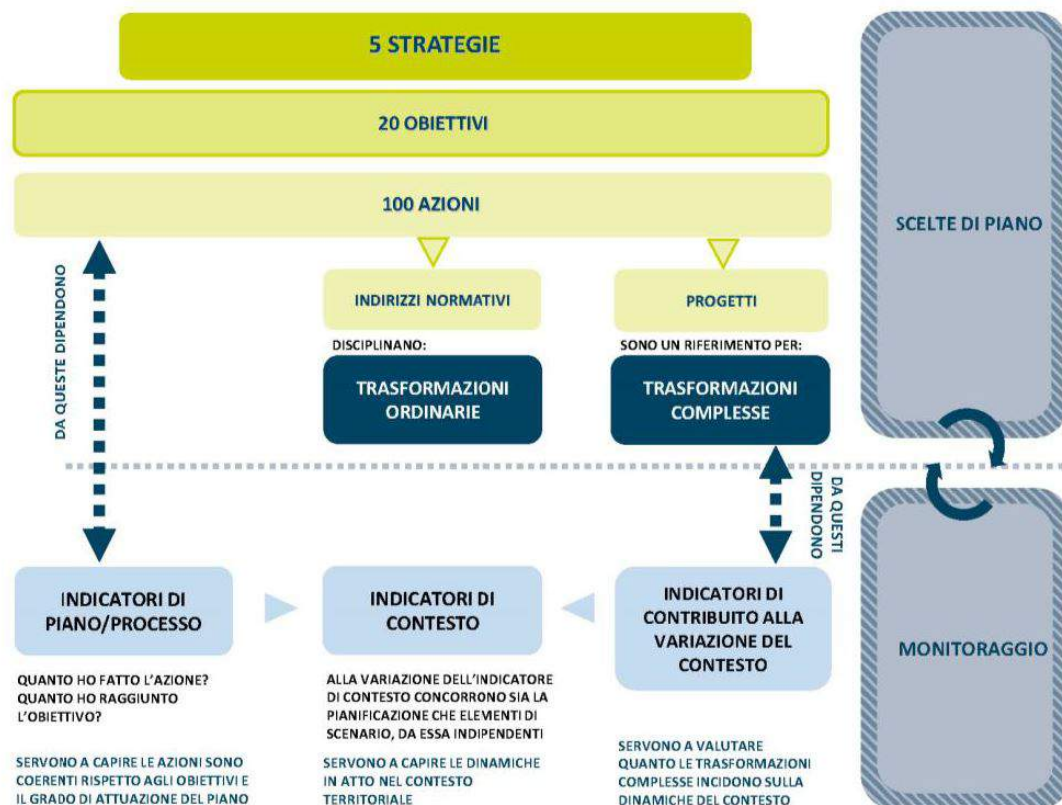 5 STRATEGIE
20 OBIETTIVI
100 AZIONI
SCELTE DI PIANO
DA QUESTE DIPENDONO
INDIRIZZI NORMATIVI
PROGETTI
DISCIPLINANO:
SONO UN RIFERIMENTO PER:
TRASFORMAZIONI
ORDINARIE
TRASFORMAZIONI
COMPLESSE
DA QUESTI
DIPENDONO
INDICATORI DI
PIANO/PROCESSO
INDICATORI DI
CONTESTO
INDICATORI DI
CONTRIBUITO ALLA
VARIAZIONE DEL
CONTESTO
MONITORAGGIO
QUANTO HO FATTO L'AZIONE?
QUANTO HO RAGGIUNTO
L'OBIETTIVO?
ALLA VARIAZIONE DELL'INDICATORE
DI CONTESTO CONCORRONO SIA LA
PIANIFICAZIONE CHE ELEMENTI DI
SCENARIO, DA ESSA INDIPENDENTI
SERVONO A CAPIRE LE AZIONI SONO
COERENTI RISPETTO AGLI OBIETTIVI E
IL GRADO DI ATTUAZIONE DEL PIANO
SERVONO A CAPIRE LE DINAMICHE
IN ATTO NEL CONTESTO
TERRITORIALE
SERVONO A VALUTARE
QUANTO LE TRASFORMAZIONI
COMPLESSE INCIDONO SULLA
DINAMICHE DEL CONTESTO